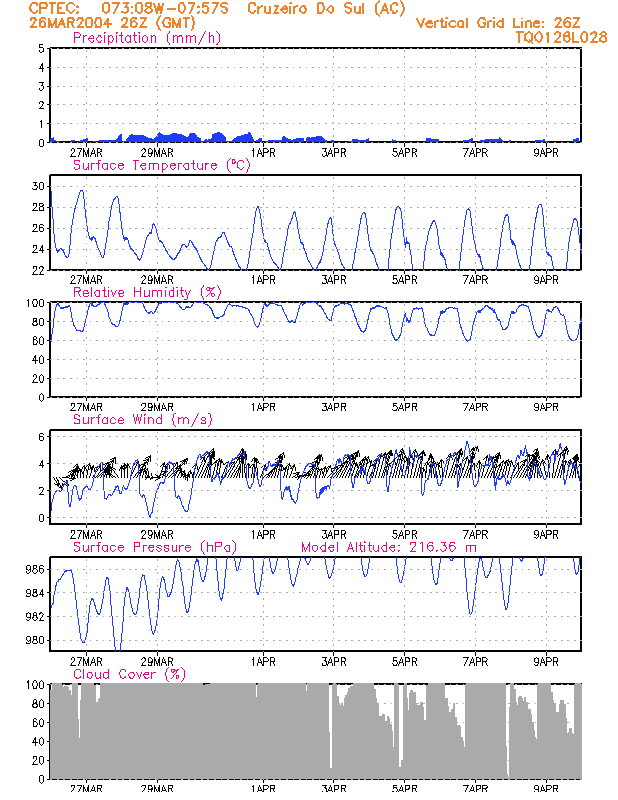 CPTEC: 073:08W-07:57S Cruzeiro Do Sul (AC)
26MAR2004 26Z (GMT) Vertical Grid Line: 26Z
Precipitation (mm/h) TQ0126L028
5
4
3
2
1
0
27MAR 29MAR 1APR 3APR 5APR 7APR 9APR
Surface Temperature (°C)
30
28
26
24
22
27MAR 29MAR 1APR 3APR 5APR 7APR 9APR
Relative Humidity (%)
100
80
60
40
20
0
27MAR 29MAR 1APR 3APR 5APR 7APR 9APR
Surface Wind (m/s)
6
4
2
0
27MAR 29MAR 1APR 3APR 5APR 7APR 9APR
Surface Pressure (hPa) Model Altitude: 216.36 m
986
984
982
980
27MAR 29MAR 1APR 3APR 5APR 7APR 9APR
Cloud Cover (%)
100
80
60
40
20
0
27MAR 29MAR 1APR 3APR 5APR 7APR 9APR